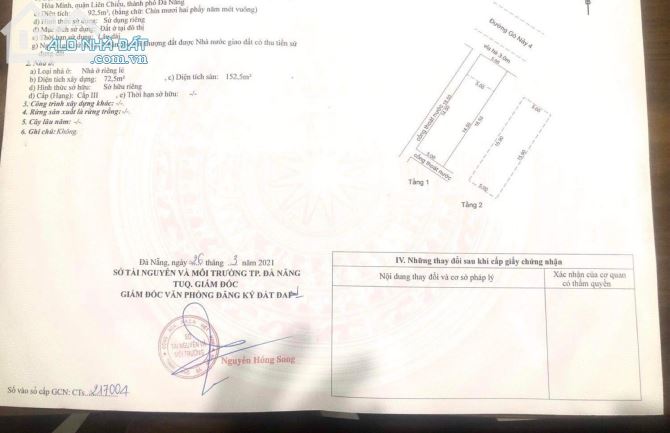 Hòa Minh, quận Liên Chiểu, thành phố Đà Nẵng
c) Diện tích: 92,5m², (bằng chữ: Chín mươi hai phẩy năm mét vuông)
d) Hình thức sử dụng: Sử dụng riêng
đ) Mục đích sử dụng: Đất ở tại đô thị
e) Thời hạn sử dụng: Lâu dài
ALO NHÀ ĐẤT
.com.vn
nhượng đất được Nhà nước giao đất có thu tiền sử
dụng đất
2. Nhà ở:
a) Loại nhà ở: Nhà ở riêng lẻ
b) Diện tích xây dựng: 72,5m², c) Diện tích sàn: 152,5m²
d) Hình thức sở hữu: Sở hữu riêng
đ) Cấp (Hạng): Cấp III, e) Thời hạn sở hữu: -/-
3. Công trình xây dựng khác: -/-
4. Rừng sản xuất là rừng trồng: -/-
5. Cây lâu năm: -/-
6. Ghi chú: Không.
Đường Gò Nảy 4
vỉa hè 3,0m
5.00
5.00
cống thoát nước
18.50
14.50
18.50
5.00
cống thoát nước
15.90
15.90
5.00
Tầng 1
Tầng 2
Đà Nẵng, ngày 25 tháng 3 năm 2021
SỞ TÀI NGUYÊN VÀ MÔI TRƯỜNG TP. ĐÀ NẴNG
TUQ. GIÁM ĐỐC
GIÁM ĐỐC VĂN PHÒNG ĐĂNG KÝ ĐẤT ĐAI
SỞ
TÀI NGUYÊN VÀ
MÔI TRƯỜNG
Nguyễn Hồng Song
Số vào sổ cấp GCN: CTs 217004
IV. Những thay đổi sau khi cấp giấy chứng nhận
Nội dung thay đổi và cơ sở pháp lý
Xác nhận của cơ quan
có thẩm quyền